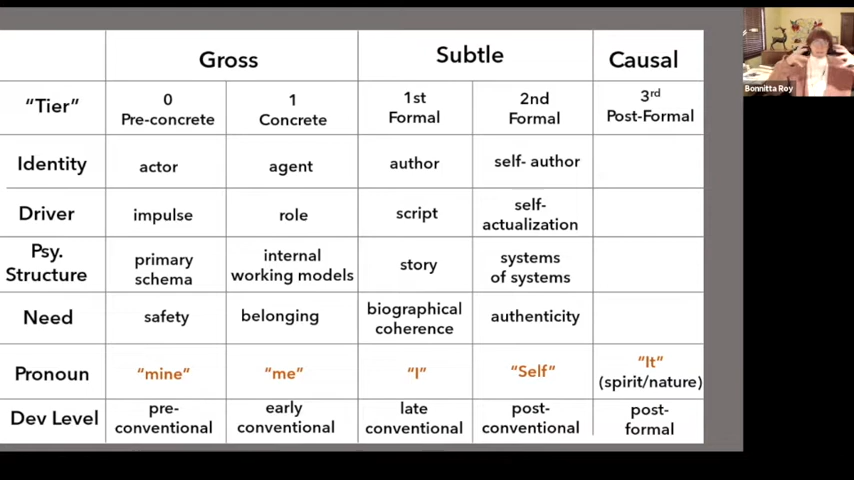 Gross Subtle Causal
"Tier" 0 1 1st 2nd 3rd
Pre-concrete Concrete Formal Formal Post-Formal
Identity actor agent author self- author
Driver impulse role script self-
actualization
Psy. primary internal story systems
Structure schema working models of systems
Need safety belonging biographical authenticity
coherence
Pronoun "mine" "me" "I" "Self" "It"
(spirit/nature)
Dev Level pre- early late post- post-
conventional conventional conventional conventional formal
Bonnitta Roy